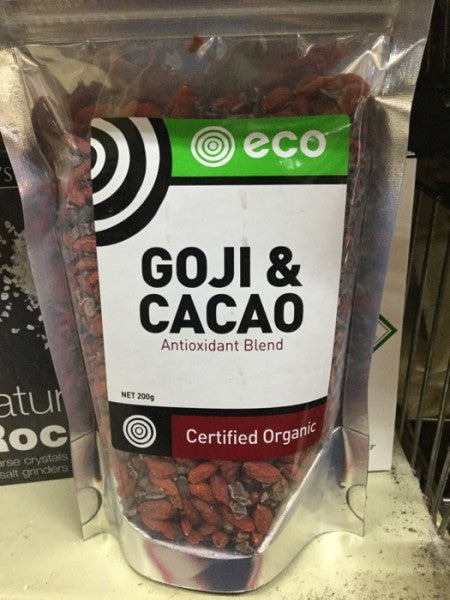 eco
GOJI &
CACAO
Antioxidant Blend
NET 200g
Certified Organic
'S
atur
Roc
arse crystals
salt grinders